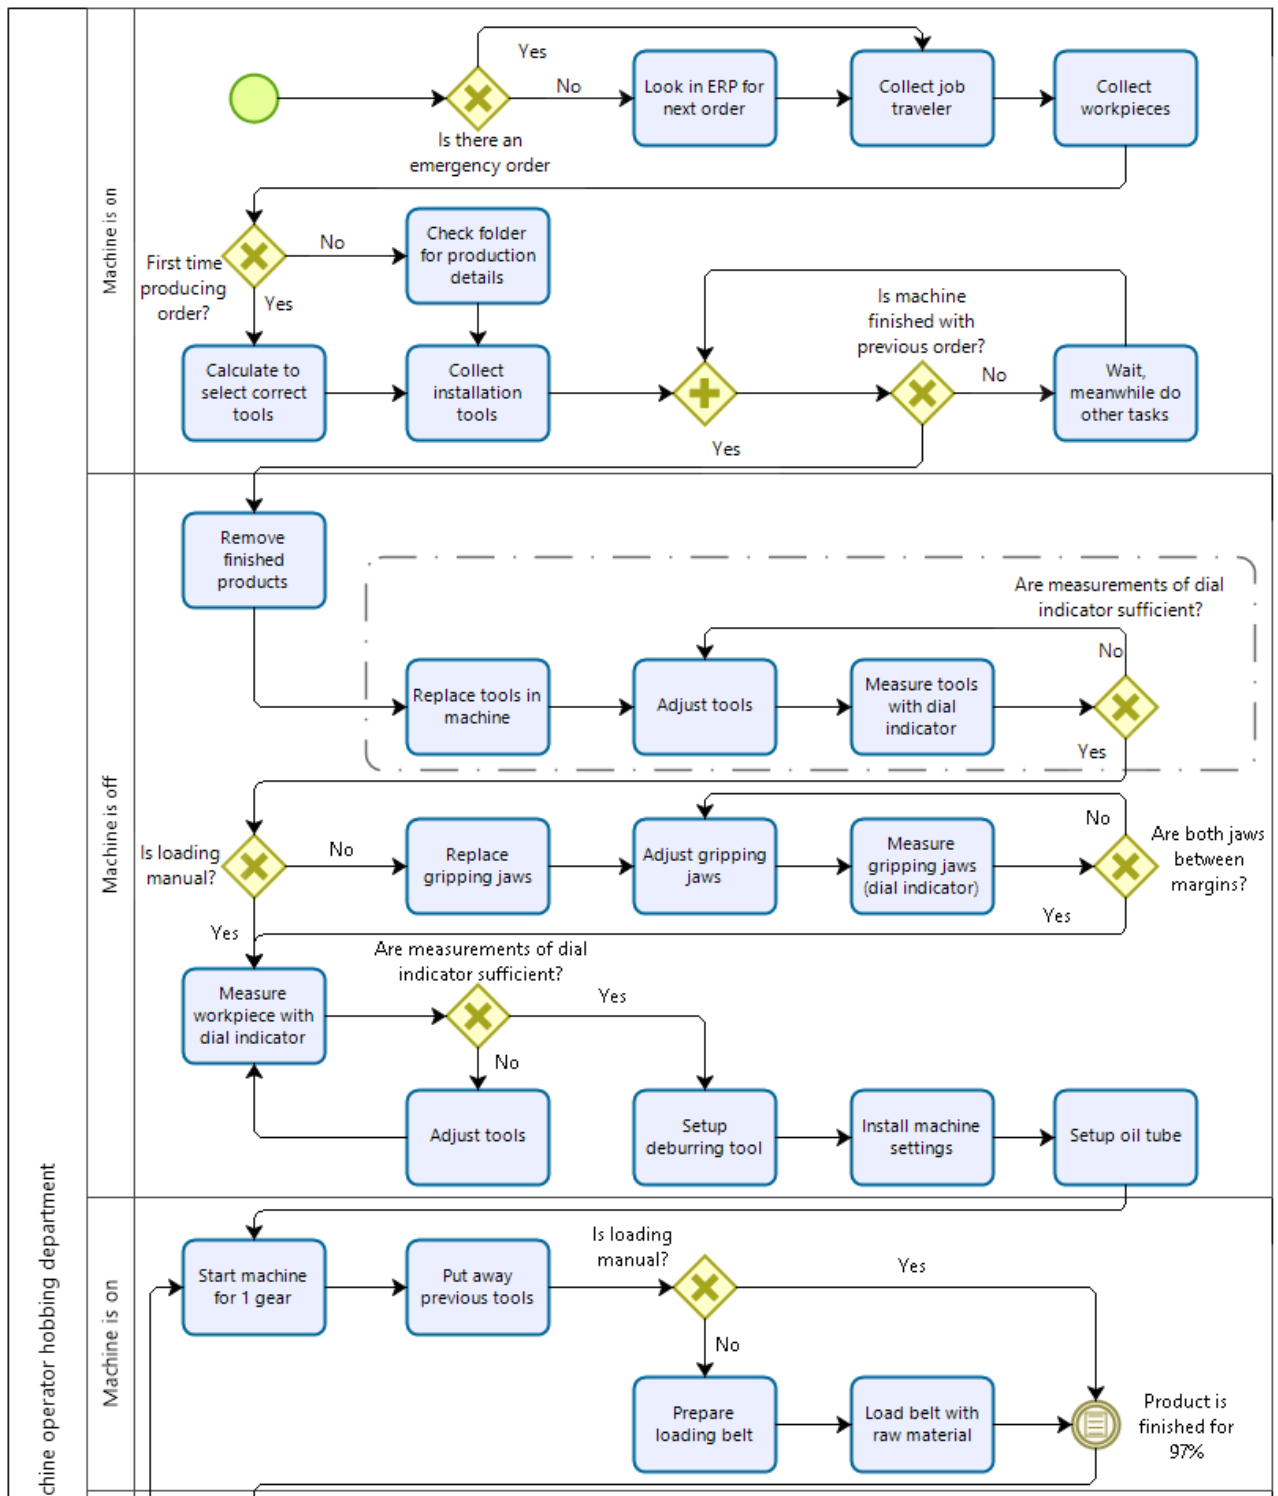 Yes
No
Look in ERP for
next order
Collect job
traveler
Collect
workpieces
Is there an
emergency order
Machine is on
First time
producing
order?
No
Yes
Check folder
for production
details
Is machine
finished with
previous order?
Calculate to
select correct
tools
Collect
installation
tools
No
Wait,
meanwhile do
other tasks
Yes
Machine is off
Remove
finished
products
Are measurements of dial
indicator sufficient?
No
Replace tools in
machine
Adjust tools
Measure tools
with dial
indicator
Yes
Is loading
manual?
No
Replace
gripping jaws
Adjust gripping
jaws
Measure
gripping jaws
(dial indicator)
No
Are both jaws
between
margins?
Yes
Yes
Are measurements of dial
indicator sufficient?
Measure
workpiece with
dial indicator
Yes
No
Adjust tools
Setup
deburring tool
Install machine
settings
Setup oil tube
chine operator hobbing department
Machine is on
Start machine
for 1 gear
Put away
previous tools
Is loading
manual?
Yes
No
Prepare
loading belt
Load belt with
raw material
Product is
finished for
97%